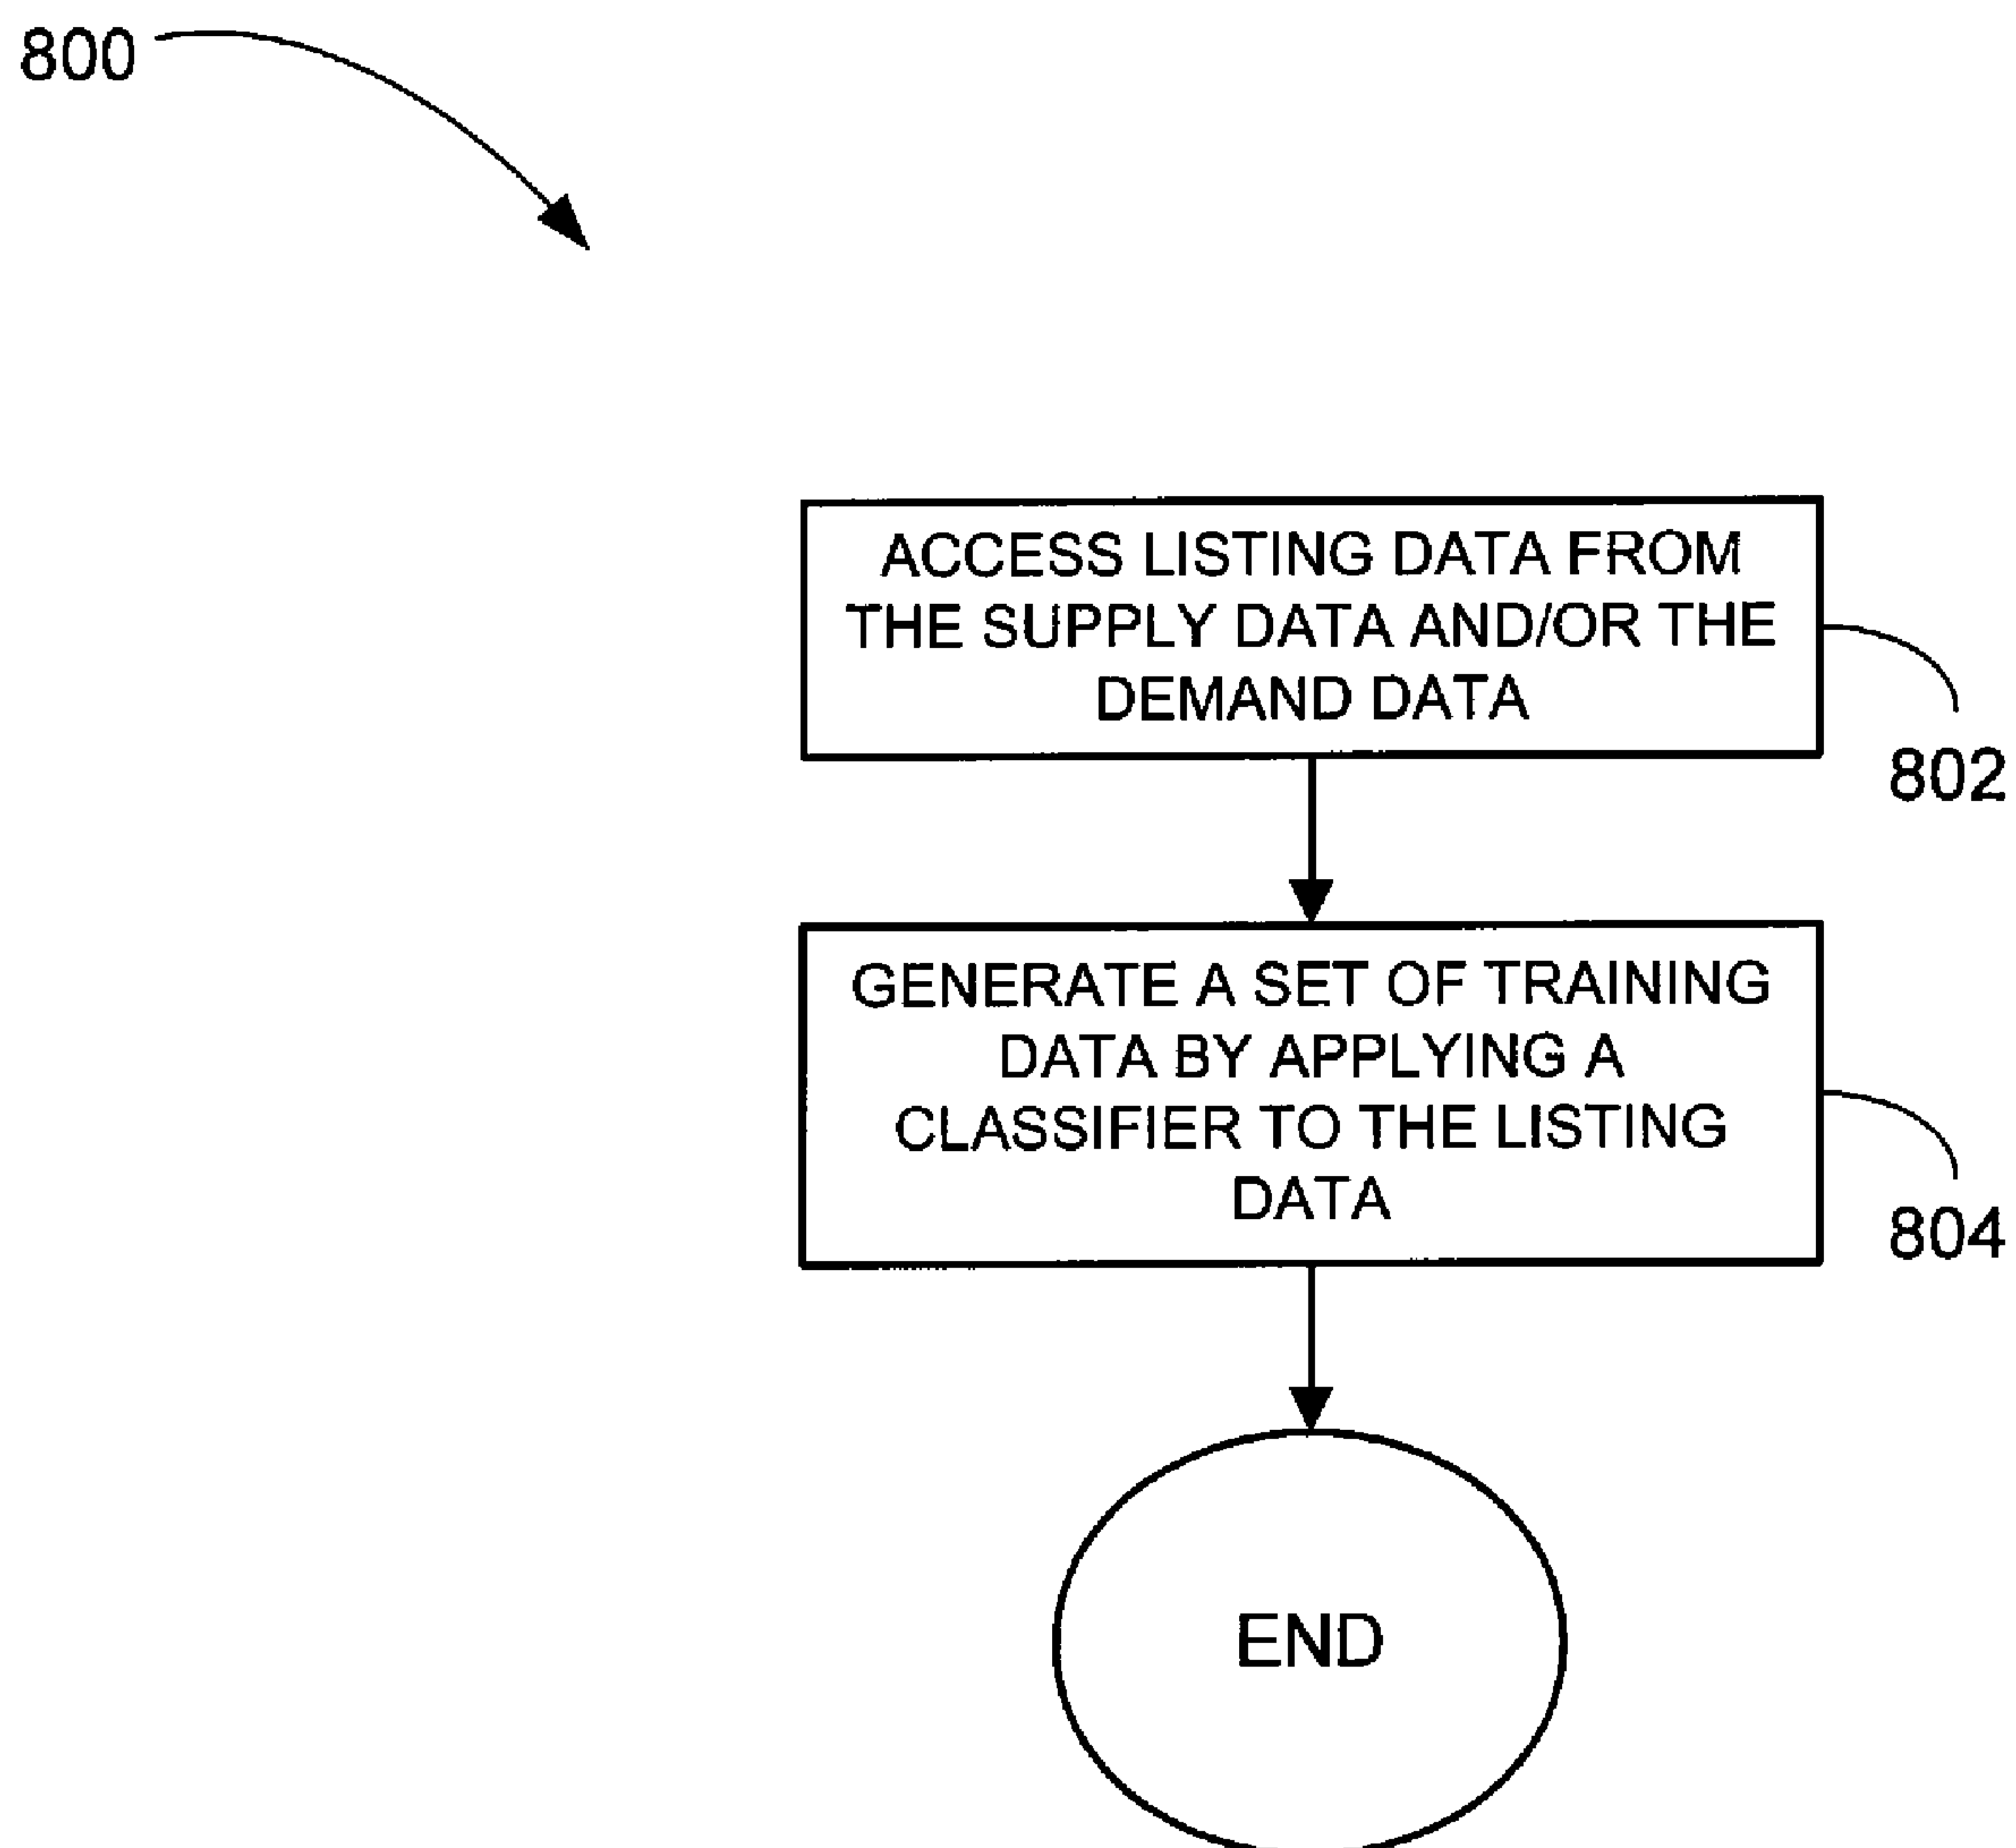 800
ACCESS LISTING DATA FROM
THE SUPPLY DATA AND/OR THE
DEMAND DATA
802
GENERATE A SET OF TRAINING
DATA BY APPLYING A
CLASSIFIER TO THE LISTING
DATA
804
END